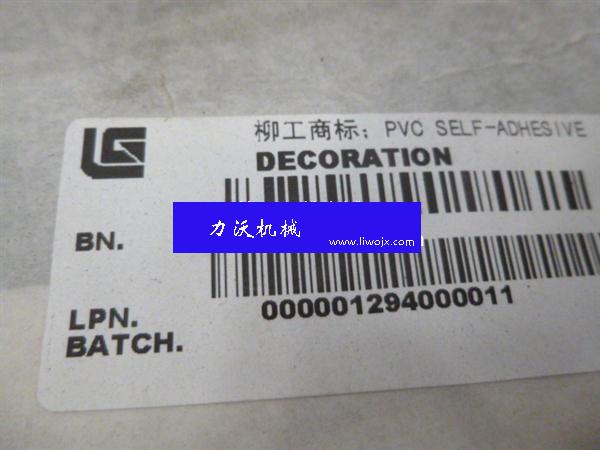 柳工商标: PVC SELF-ADHESIVE
DECORATION
BN.
力沃机械
www.liwojx.com
LPN.
000001294000011
BATCH.